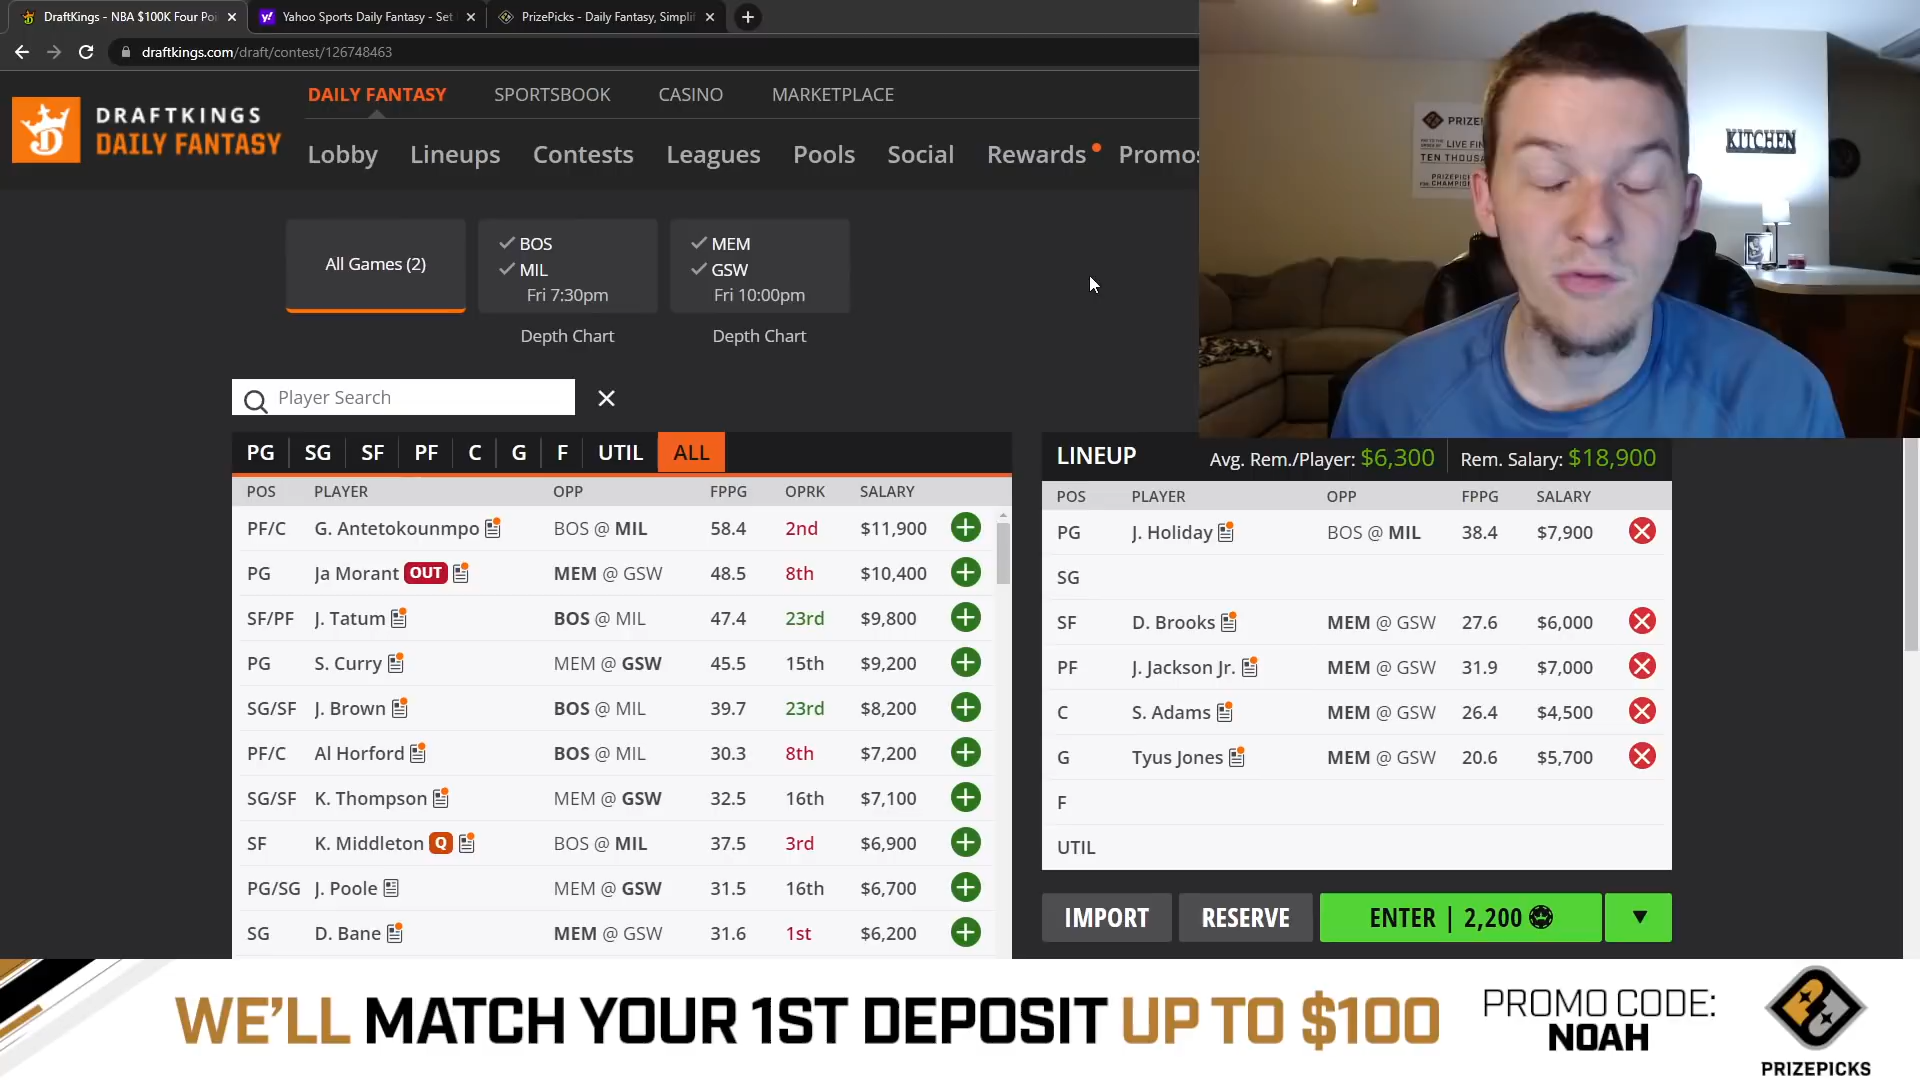 DraftKings - NBA $100K Four Poi
Yahoo Sports Daily Fantasy - Set
PrizePicks - Daily Fantasy, Simplif
draftkings.com/draft/contest/126748463
DRAFTKINGS
DAILY FANTASY
DAILY FANTASY SPORTSBOOK CASINO MARKETPLACE
Lobby Lineups Contests Leagues Pools Social Rewards Promos
PRIZE
LIVE FIN
TEN THOUSA
PRIZEPIC
CHAMPION
KITCHEN
All Games (2)
BOS
MIL
Fri 7:30pm
Depth Chart
MEM
GSW
Fri 10:00pm
Depth Chart
Player Search
PG SG SF PF C G F UTIL ALL
POS PLAYER OPP FPPG OPRK SALARY
PF/C G. Antetokounmpo BOS @ MIL 58.4 2nd $11,900
PG Ja Morant OUT MEM @ GSW 48.5 8th $10,400
SF/PF J. Tatum BOS @ MIL 47.4 23rd $9,800
PG S. Curry MEM @ GSW 45.5 15th $9,200
SG/SF J. Brown BOS @ MIL 39.7 23rd $8,200
PF/C Al Horford BOS @ MIL 30.3 8th $7,200
SG/SF K. Thompson MEM @ GSW 32.5 16th $7,100
SF K. Middleton Q BOS @ MIL 37.5 3rd $6,900
PG/SG J. Poole MEM @ GSW 31.5 16th $6,700
SG D. Bane MEM @ GSW 31.6 1st $6,200
LINEUP Avg. Rem./Player: $6,300 Rem. Salary: $18,900
POS PLAYER OPP FPPG SALARY
PG J. Holiday BOS @ MIL 38.4 $7,900
SG
SF D. Brooks MEM @ GSW 27.6 $6,000
PF J. Jackson Jr. MEM @ GSW 31.9 $7,000
C S. Adams MEM @ GSW 26.4 $4,500
G Tyus Jones MEM @ GSW 20.6 $5,700
F
UTIL
IMPORT RESERVE ENTER | 2,200
WE'LL MATCH YOUR 1ST DEPOSIT UP TO $100
PROMO CODE:
NOAH
PRIZEPICKS